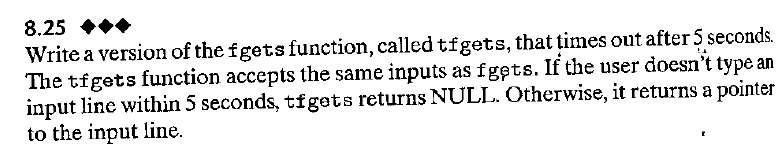 8.25 ◆◆◆
Write a version of the fgets function, called tfgets, that times out after 5 seconds.
The tfgets function accepts the same inputs as fgets. If the user doesn't type an
input line within 5 seconds, tfgets returns NULL. Otherwise, it returns a pointer
to the input line.